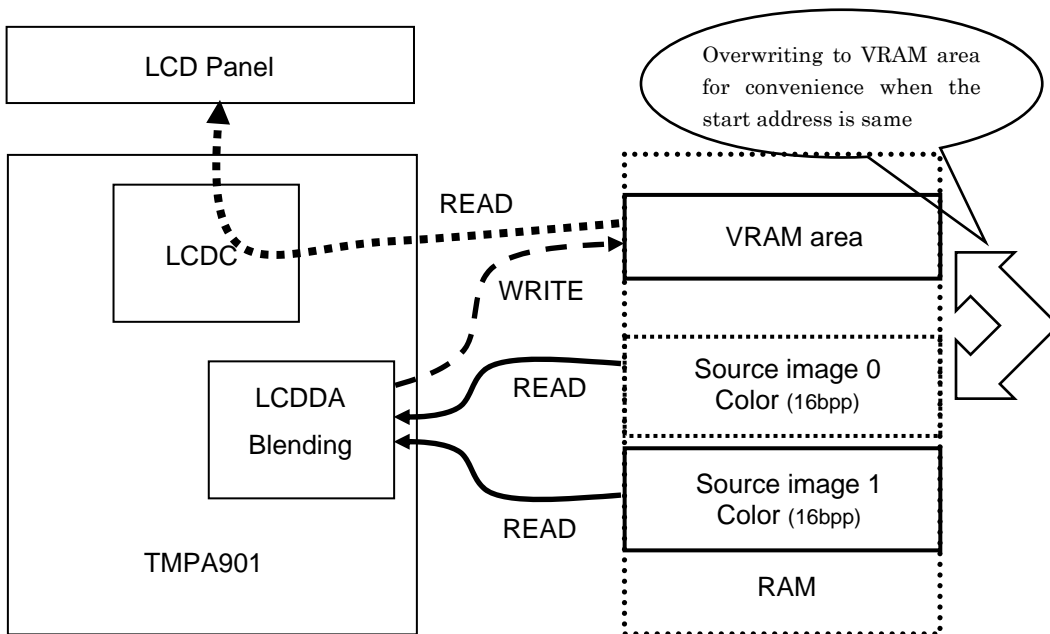 LCD Panel
Overwriting to VRAM area
for convenience when the
start address is same
READ
LCDC
VRAM area
WRITE
LCDDA
Blending
READ
Source image 0
Color (16bpp)
Source image 1
Color (16bpp)
READ
TMPA901
RAM